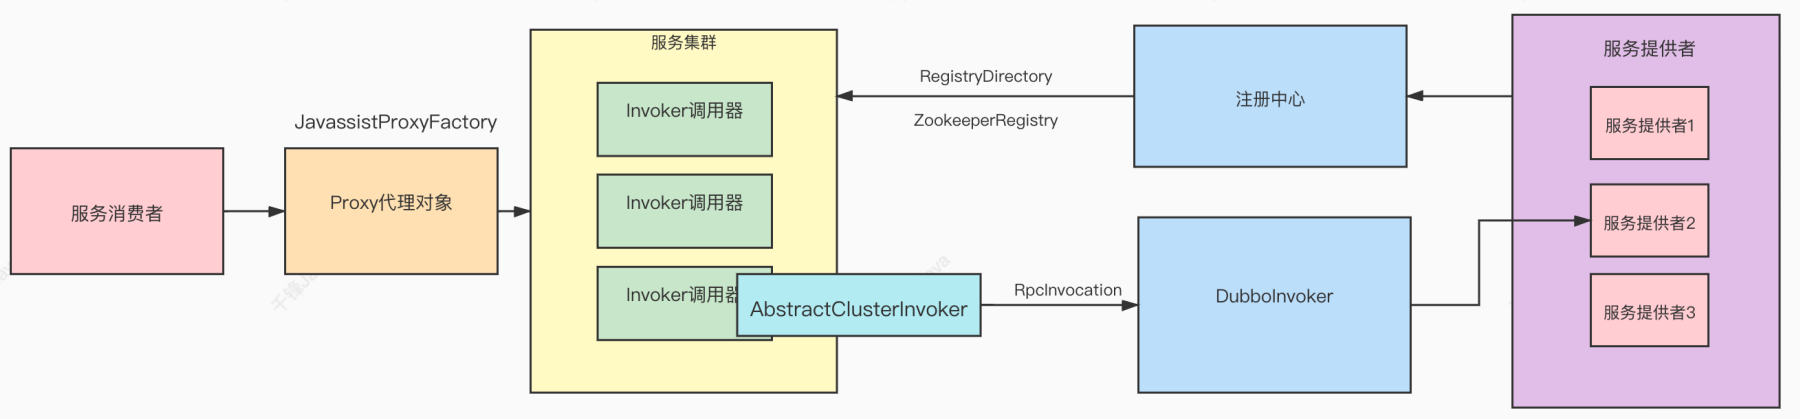 服务消费者
JavassistProxyFactory
Proxy代理对象
服务集群
Invoker调用器
Invoker调用器
Invoker调用器
AbstractClusterInvoker
RegistryDirectory
ZookeeperRegistry
注册中心
RpcInvocation
DubboInvoker
服务提供者
服务提供者1
服务提供者2
服务提供者3